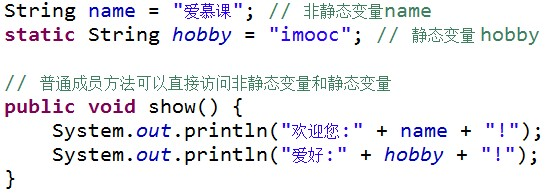 String name = "爱慕课"; // 非静态变量name
static String hobby = "imooc"; // 静态变量 hobby
// 普通成员方法可以直接访问非静态变量和静态变量
public void show() {
System.out.println("欢迎您:" + name + "!");
System.out.println("爱好:" + hobby + "!");
}